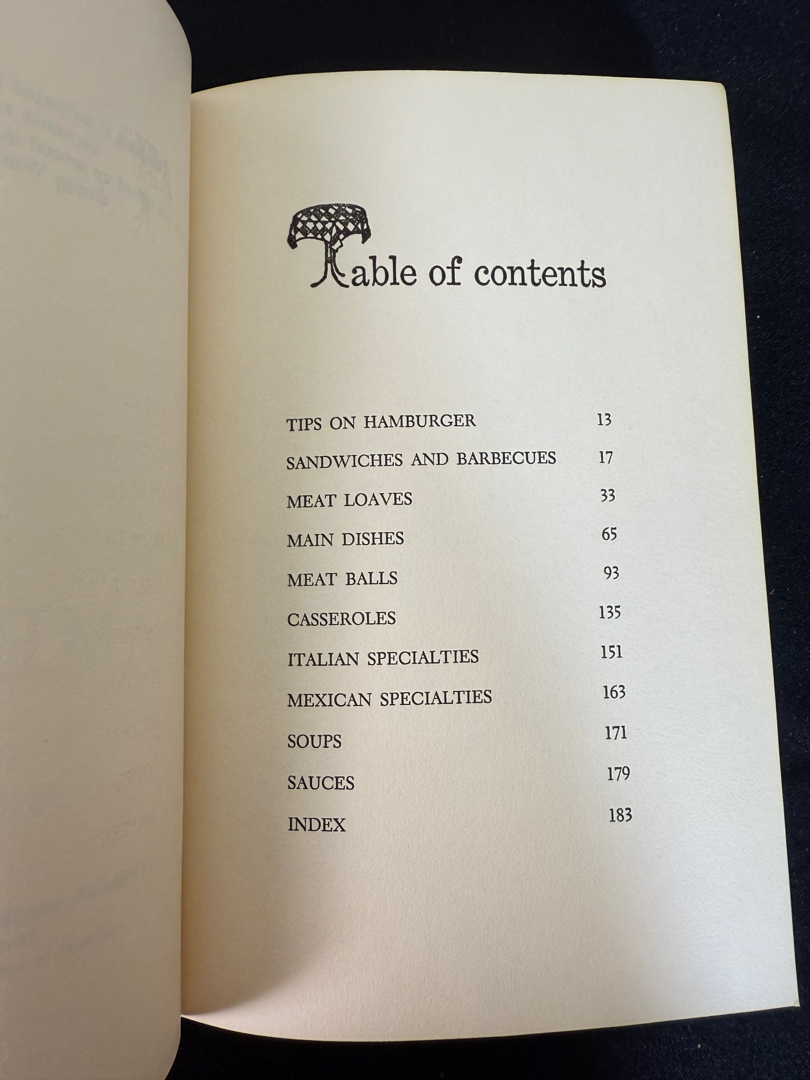 Table of contents
TIPS ON HAMBURGER 13
SANDWICHES AND BARBECUES 17
MEAT LOAVES 33
MAIN DISHES 65
MEAT BALLS 93
CASSEROLES 135
ITALIAN SPECIALTIES 151
MEXICAN SPECIALTIES 163
SOUPS 171
SAUCES 179
INDEX 183